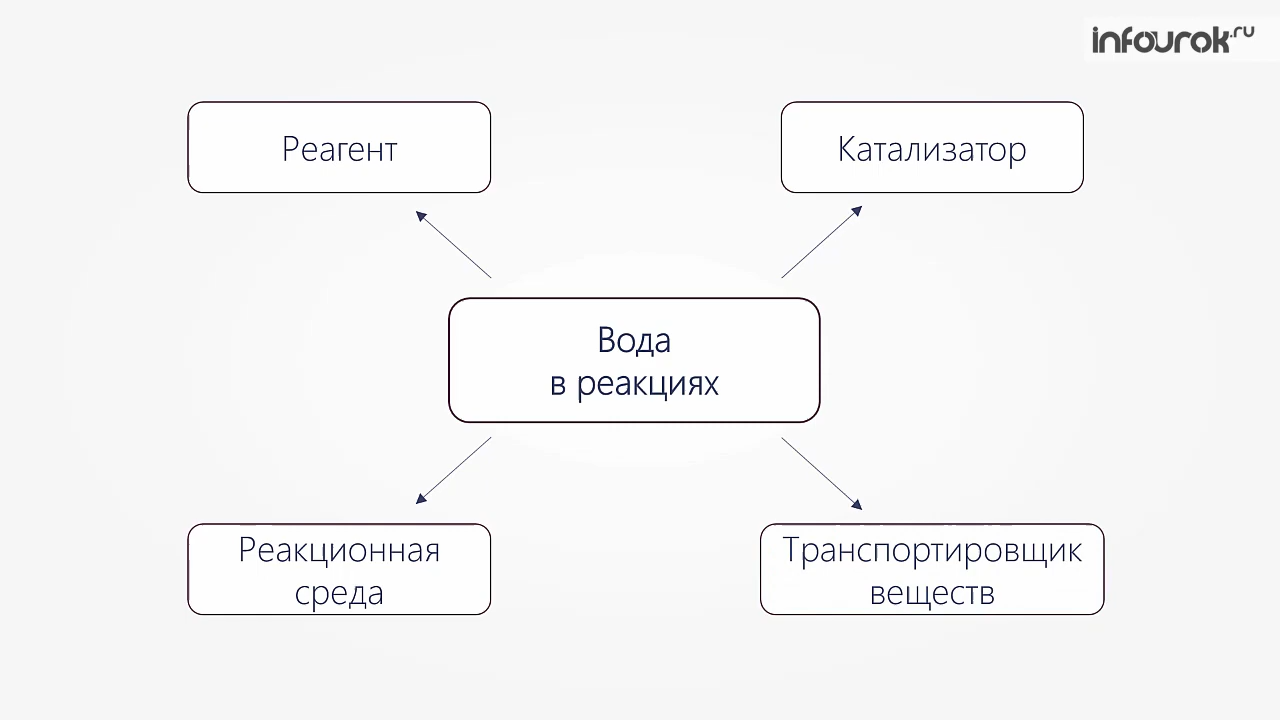 infourok.ru
Реагент
Катализатор
Вода
в реакциях
Реакционная
среда
Транспортировщик
веществ